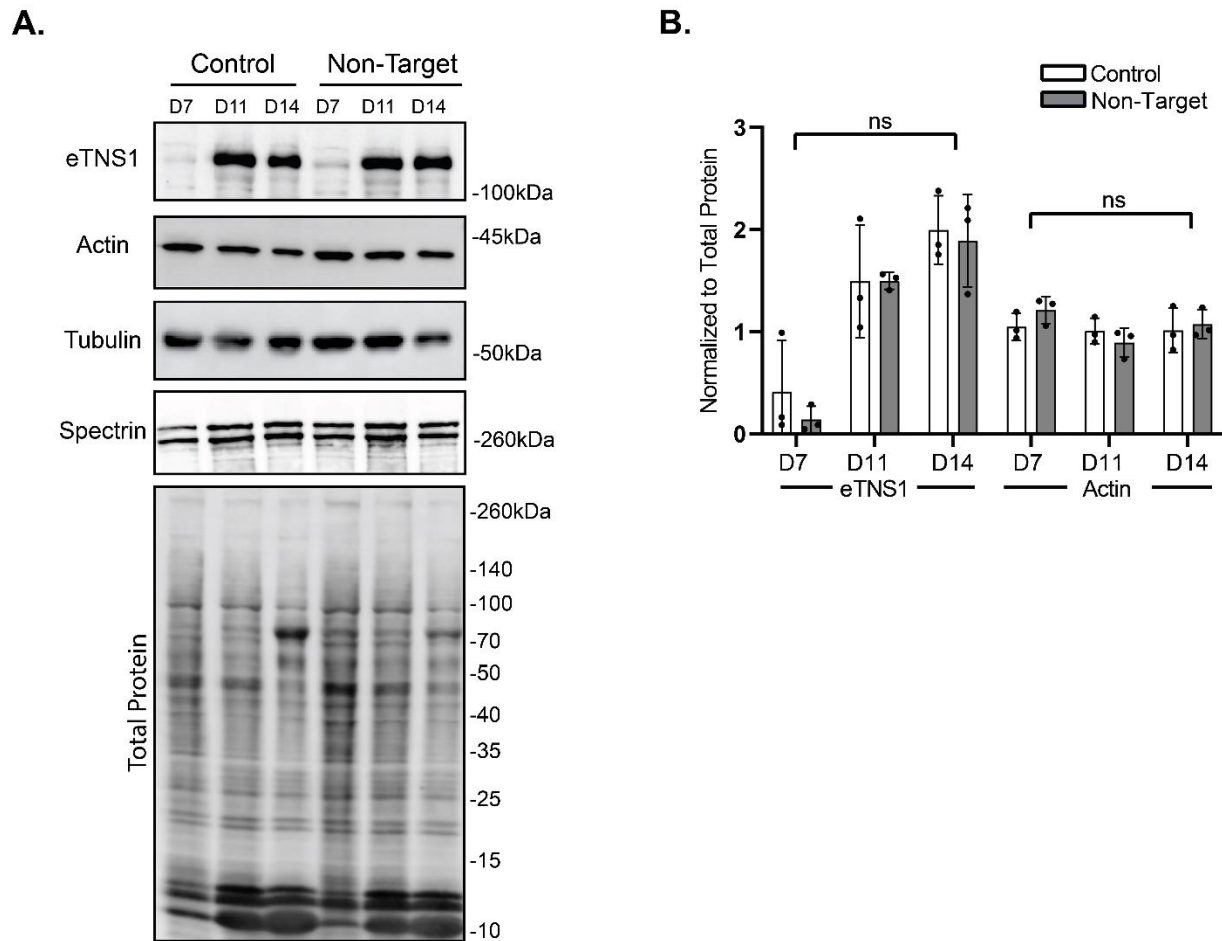 A.
Control Non-Target
D7 D11 D14 D7 D11 D14
eTNS1
-100kDa
Actin
-45kDa
Tubulin
-50kDa
Spectrin
-260kDa
Total Protein
-260kDa
-140
-100
-70
-50
-40
-35
-25
-15
-10
B.
Control
Non-Target
Normalized to Total Protein
3
2
1
0
ns
ns
D7 D11 D14 D7 D11 D14
eTNS1 Actin